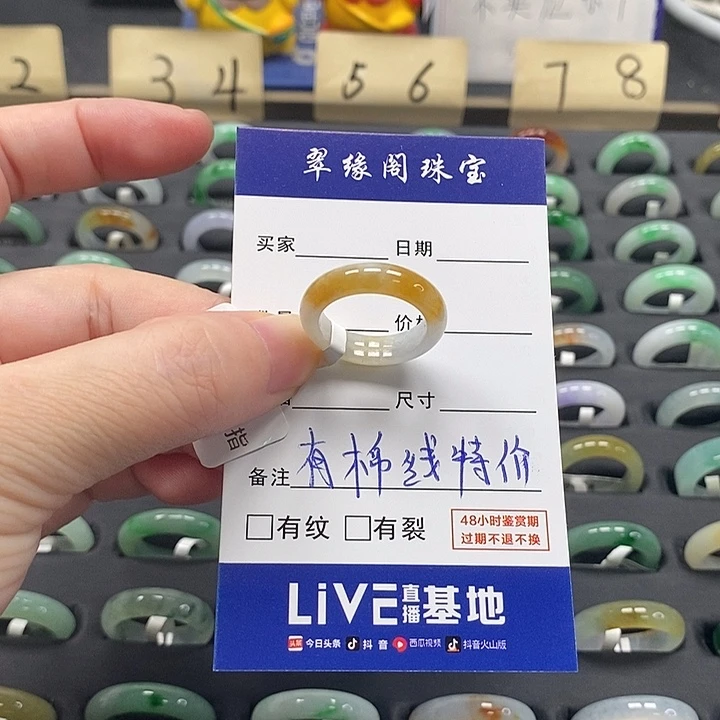 2
3 4
5 6
7 8
翠缘阁珠宝
买家 日期
价
尺寸
备注 有棉线特价
有纹 有裂
48小时鉴赏期
过期不退不换
LiVE直播基地
头条 今日头条 抖音 西瓜视频 抖音火山版
指